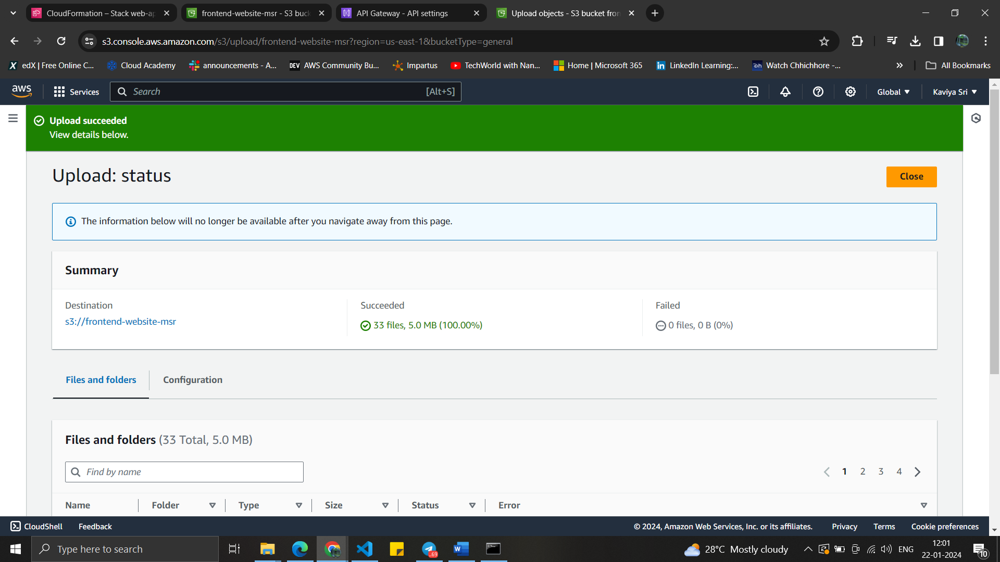 CloudFormation – Stack web-ap
frontend-website-msr - S3 buck
API Gateway - API settings
Upload objects - S3 bucket fron
s3.console.aws.amazon.com/s3/upload/frontend-website-msr?region=us-east-1&bucketType=general
edX | Free Online C...
Cloud Academy
announcements - A...
DEV
AWS Community Bu...
Impartus
TechWorld with Nan...
Home | Microsoft 365
LinkedIn Learning:...
Watch Chhichhore -...
All Bookmarks
aws
Services
Search
[Alt+S]
Global
Kaviya Sri
Upload succeeded
View details below.
Upload: status
Close
The information below will no longer be available after you navigate away from this page.
Summary
Destination
Succeeded
Failed
s3://frontend-website-msr
33 files, 5.0 MB (100.00%)
0 files, 0 B (0%)
Files and folders
Configuration
Files and folders (33 Total, 5.0 MB)
Find by name
1 2 3 4
Name
Folder
Type
Size
Status
Error
CloudShell
Feedback
© 2024, Amazon Web Services, Inc. or its affiliates.
Privacy
Terms
Cookie preferences
Type here to search
..69
28°C Mostly cloudy
ENG
12:01
22-01-2024
10